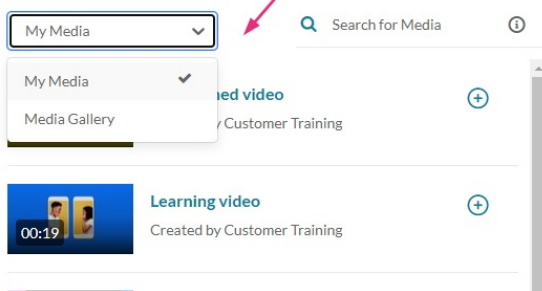 My Media
Search for Media
My Media
Media Gallery
ned video
y Customer Training
Learning video
Created by Customer Training
00:19